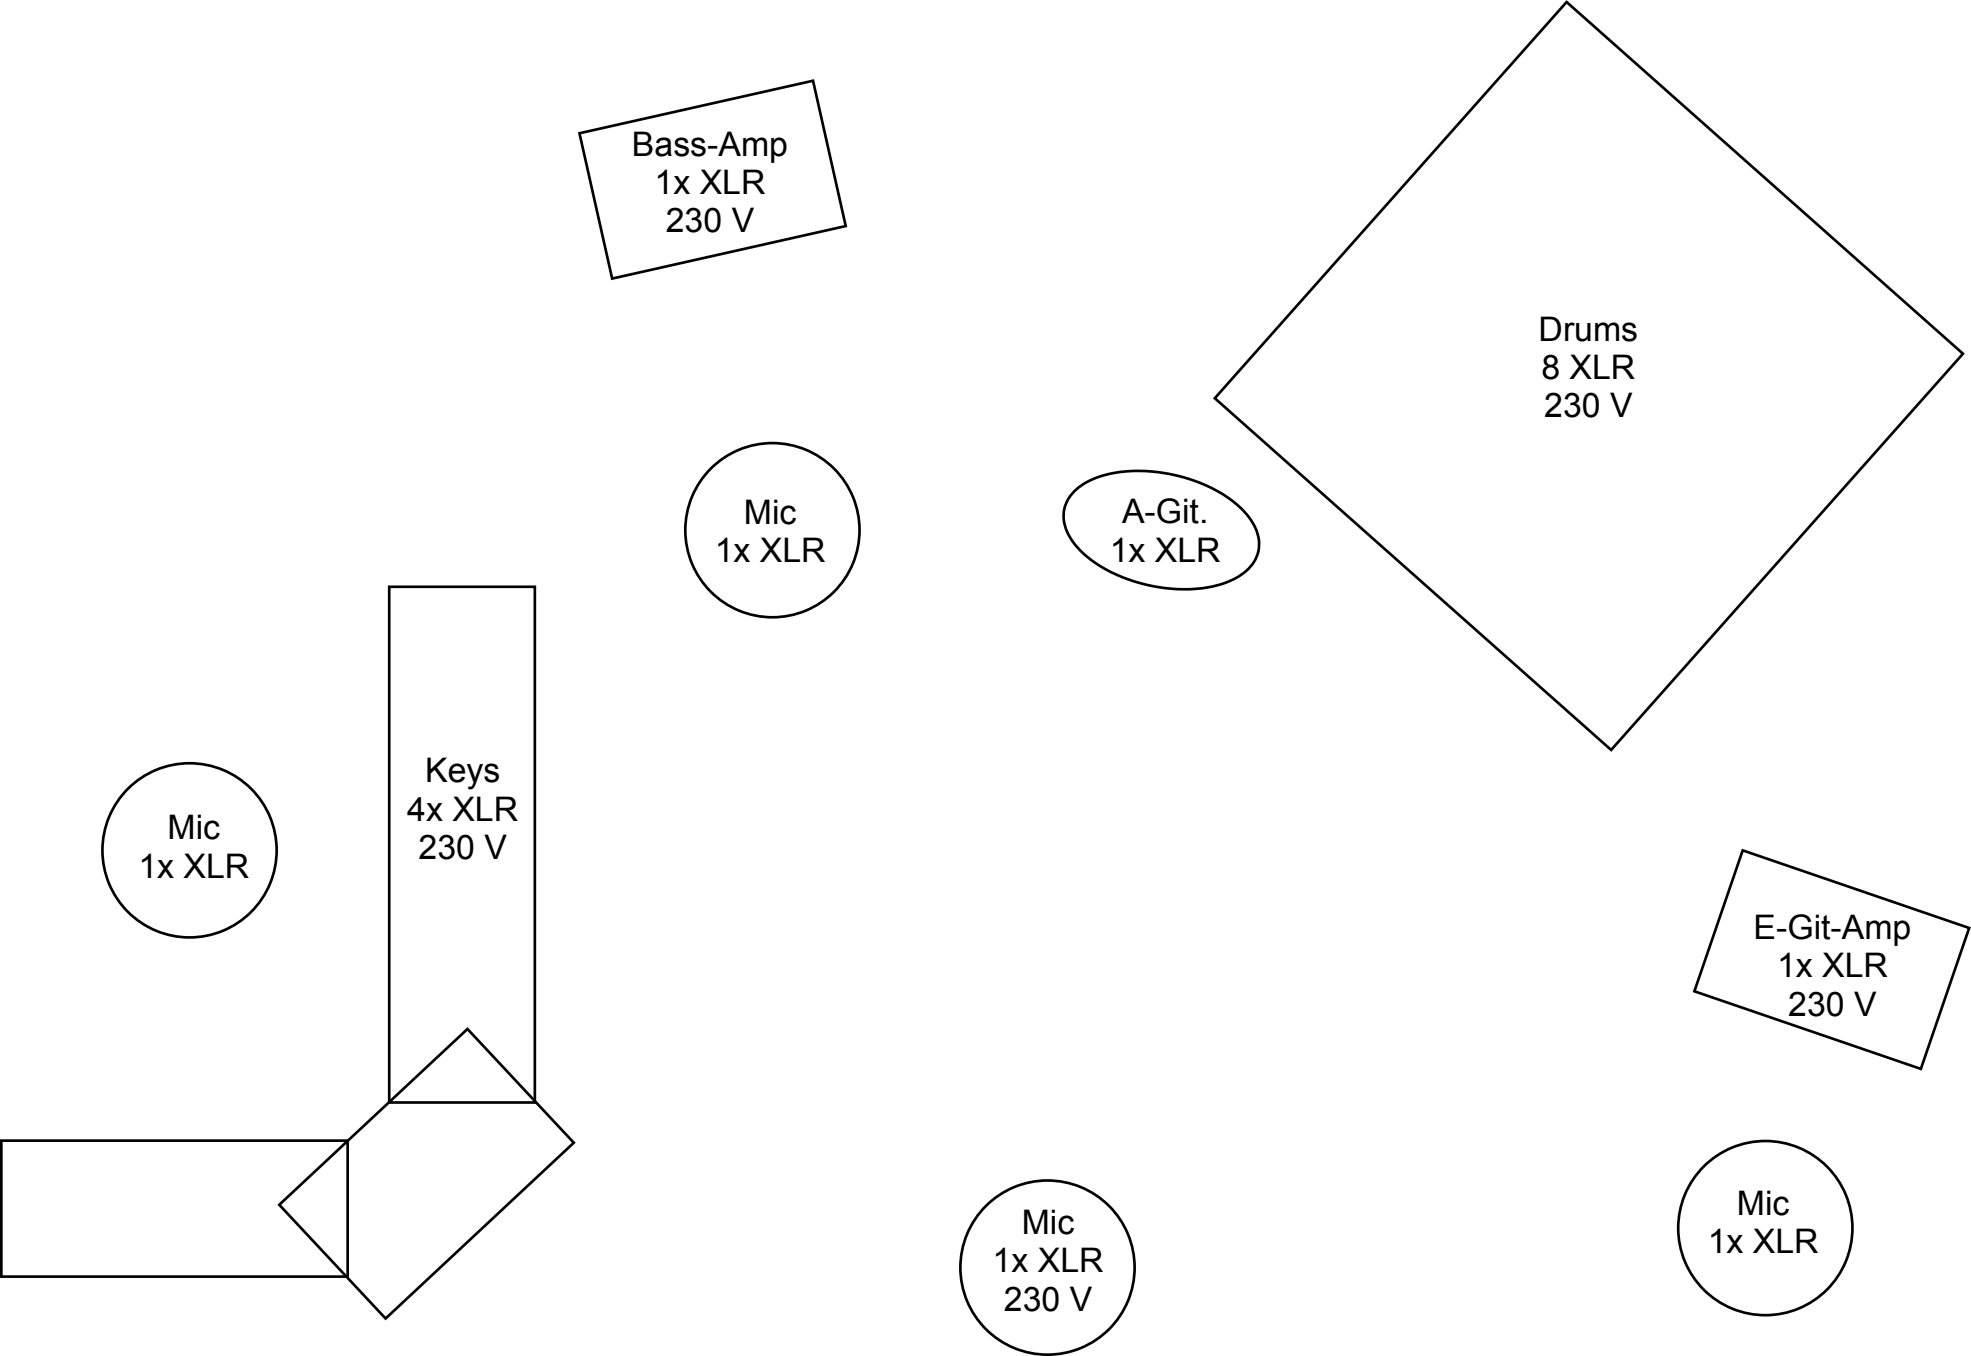 Bass-Amp
1x XLR
230 V
Drums
8 XLR
230 V
Mic
1x XLR
A-Git.
1x XLR
Keys
4x XLR
230 V
Mic
1x XLR
E-Git-Amp
1x XLR
230 V
Mic
1x XLR
230 V
Mic
1x XLR